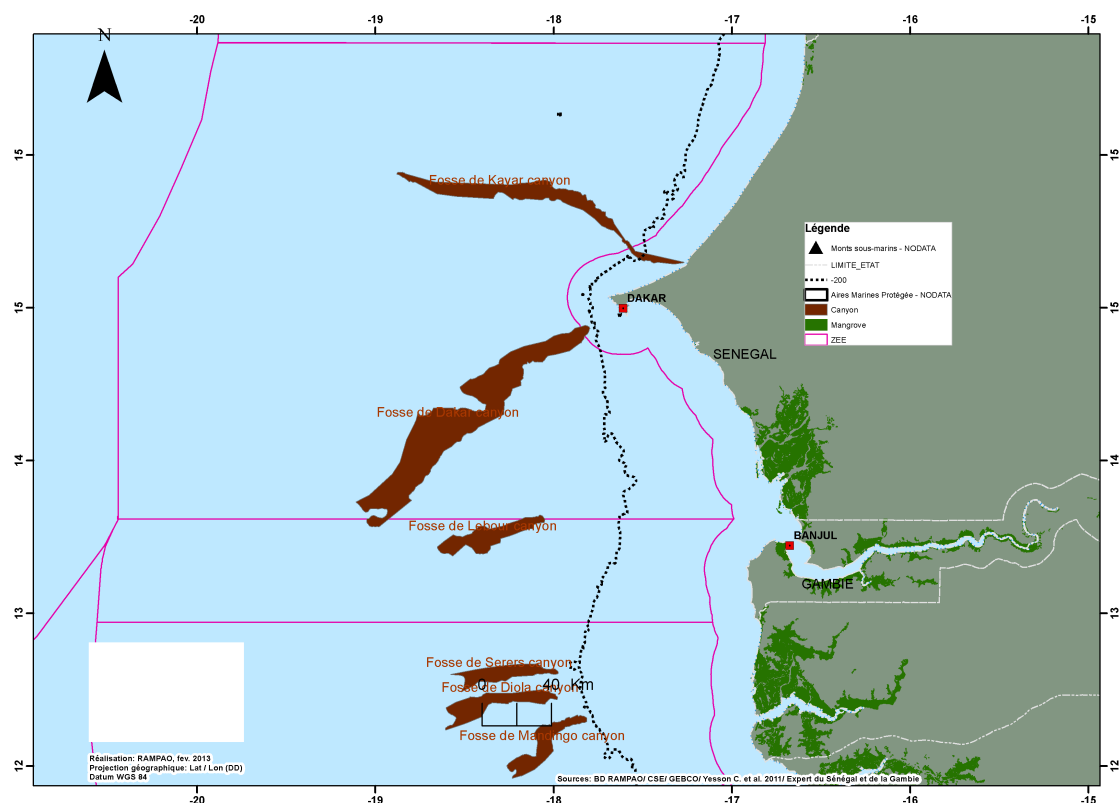 -20 -19 -18 -17 -16 -15
N
15 15
Fosse de Kayar canyon
Légende
Monts sous-marins - NODATA
LIMITE_ETAT
-200
Aires Marines Protégée - NODATA
Canyon
Mangrove
ZEE
DAKAR
15 15
SENEGAL
Fosse de Dakar canyon
14 14
Fosse de Lebour canyon
BANJUL
GAMBIE
13 13
Fosse de Serers canyon
0 40 Km
Fosse de Diola canyon
Fosse de Mandingo canyon
Réalisation: RAMPAO, fev. 2013
Projection géographique: Lat / Lon (DD)
Datum WGS 84
12 12
Sources: BD RAMPAO/ CSE/ GEBCO/ Yesson C. et al. 2011/ Expert du Sénégal et de la Gambie
-20 -19 -18 -17 -16 -15